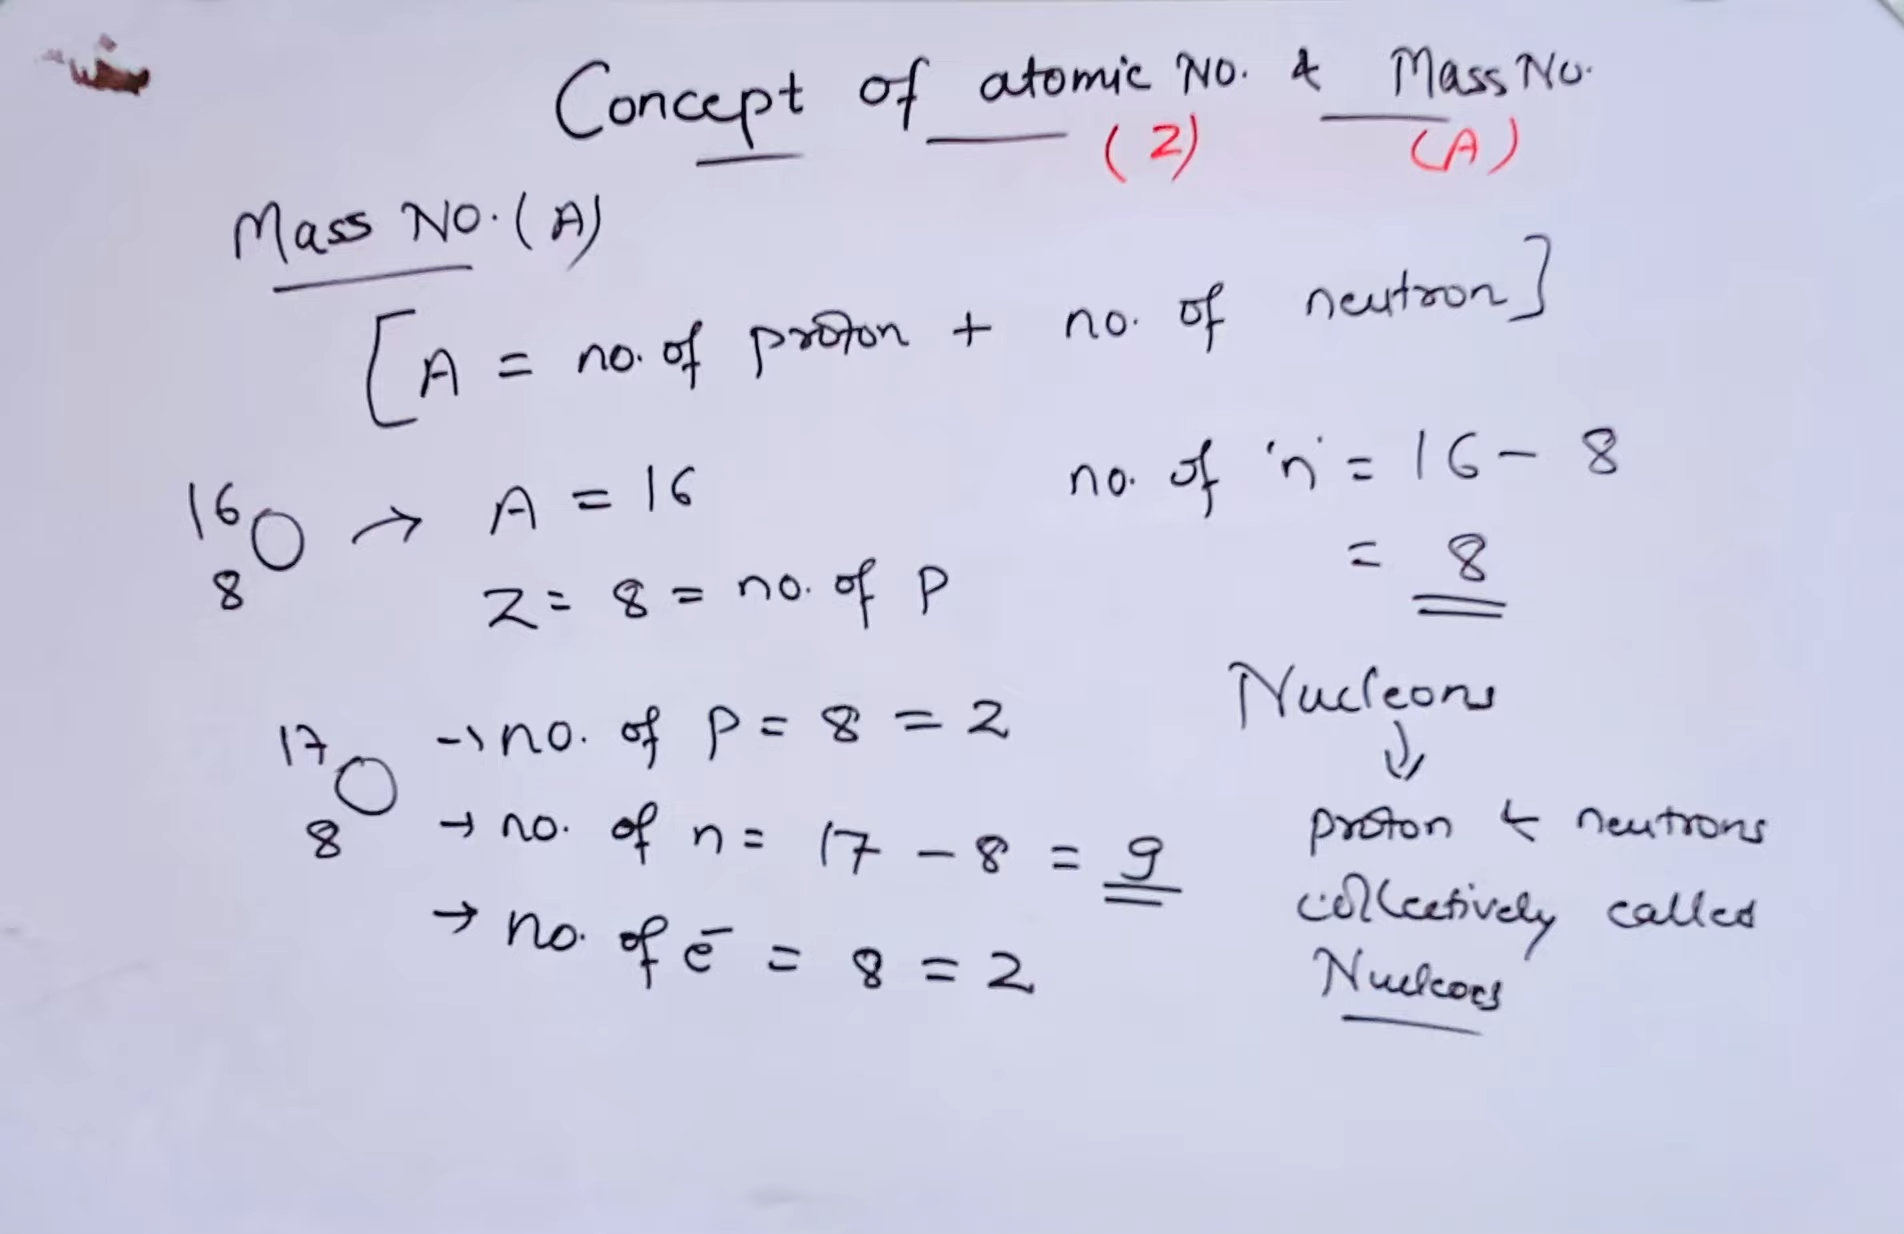 Concept of atomic No. & Mass No.
(Z) (A)
Mass No. (A)
[A = no. of proton + no. of neutron]
16
O → A = 16
8
Z = 8 = no. of P
no. of 'n' = 16 - 8
= 8
17
O → no. of P = 8 = Z
8
→ no. of n = 17 - 8 = 9
→ no. of e⁻ = 8 = Z
Nucleons
↓
proton & neutrons
collectively called